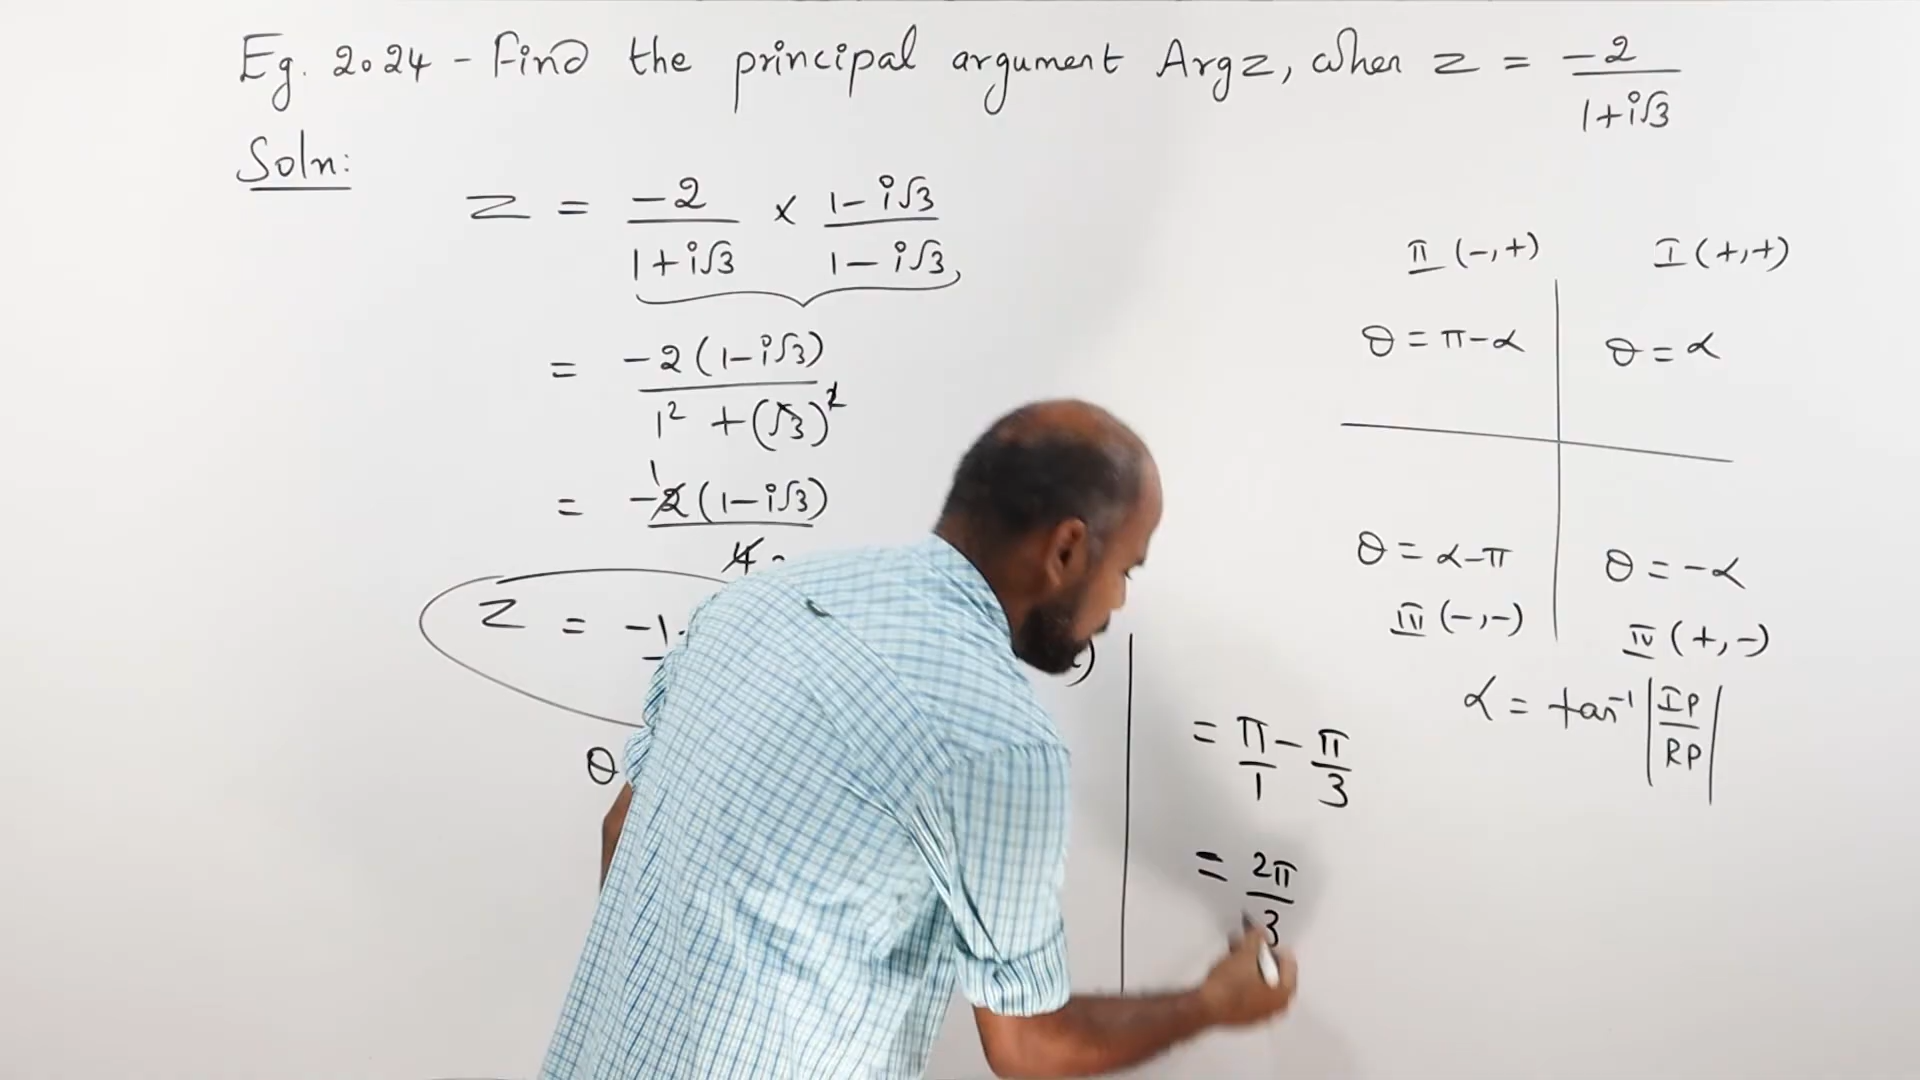 Eg. 2.24 - Find the principal argument Arg z, when z = -2/(1+i√3)
Soln:
z = -2/(1+i√3) × (1-i√3)/(1-i√3)
= -2(1-i√3)/(1² + (√3)²)
= -2(1-i√3)/4
1
z = -1
θ
= π/1 - π/3
= 2π/3
II (-,+)
I (+,+)
θ = π-α
θ = α
θ = α-π
θ = -α
III (-,-)
IV (+,-)
α = tan⁻¹ |IP/RP|